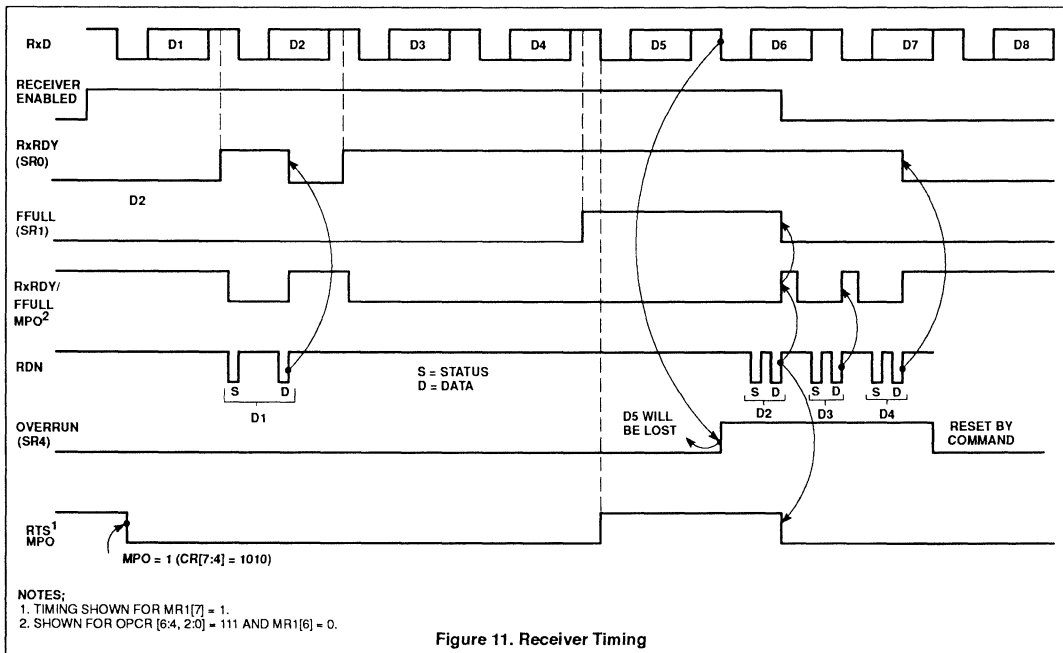 RxD
D1 D2 D3 D4 D5 D6 D7 D8
RECEIVER
ENABLED
RxRDY
(SR0)
D2
FFULL
(SR1)
RxRDY/
FFULL
MPO2
RDN
S D
D1
S = STATUS
D = DATA
S D S D S D
D2 D3 D4
OVERRUN
(SR4)
D5 WILL
BE LOST
RESET BY
COMMAND
RTS1
MPO
MPO = 1 (CR[7:4] = 1010)
NOTES;
1. TIMING SHOWN FOR MR1[7] = 1.
2. SHOWN FOR OPCR [6:4, 2:0] = 111 AND MR1[6] = 0.
Figure 11. Receiver Timing